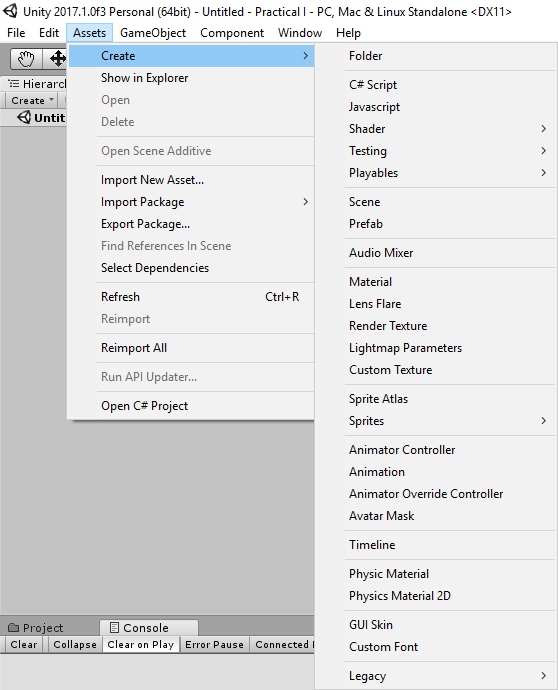 Unity 2017.1.0f3 Personal (64bit) - Untitled - Practical I - PC, Mac & Linux Standalone <DX11>
File Edit Assets GameObject Component Window Help
Hierarch
Create
Untit
Create
Show in Explorer
Open
Delete
Open Scene Additive
Import New Asset...
Import Package
Export Package...
Find References In Scene
Select Dependencies
Refresh Ctrl+R
Reimport
Reimport All
Run API Updater...
Open C# Project
Folder
C# Script
Javascript
Shader
Testing
Playables
Scene
Prefab
Audio Mixer
Material
Lens Flare
Render Texture
Lightmap Parameters
Custom Texture
Sprite Atlas
Sprites
Animator Controller
Animation
Animator Override Controller
Avatar Mask
Timeline
Physic Material
Physics Material 2D
GUI Skin
Custom Font
Legacy
Project Console
Clear Collapse Clear on Play Error Pause Connected